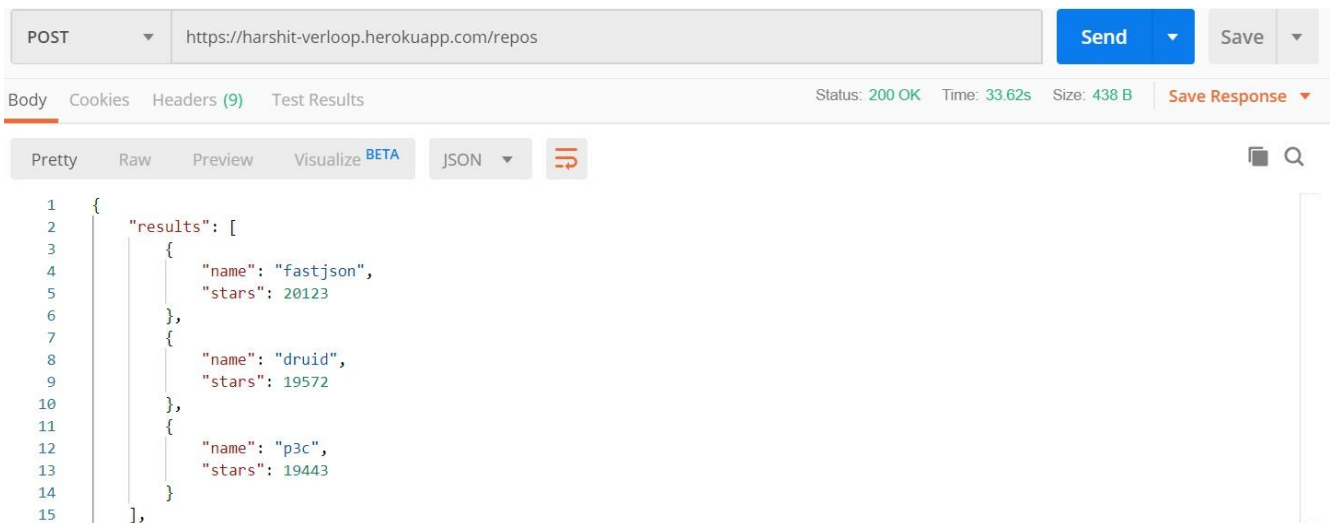 POST https://harshit-verloop.herokuapp.com/repos Send Save
Body Cookies Headers (9) Test Results Status: 200 OK Time: 33.62s Size: 438 B Save Response
Pretty Raw Preview Visualize BETA JSON
1 {
2 "results": [
3 {
4 "name": "fastjson",
5 "stars": 20123
6 },
7 {
8 "name": "druid",
9 "stars": 19572
10 },
11 {
12 "name": "p3c",
13 "stars": 19443
14 }
15 ],